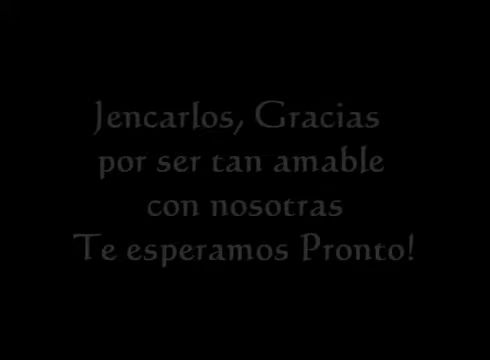 Jencarlos, Gracias
por ser tan amable
con nosotras
Te esperamos Pronto!